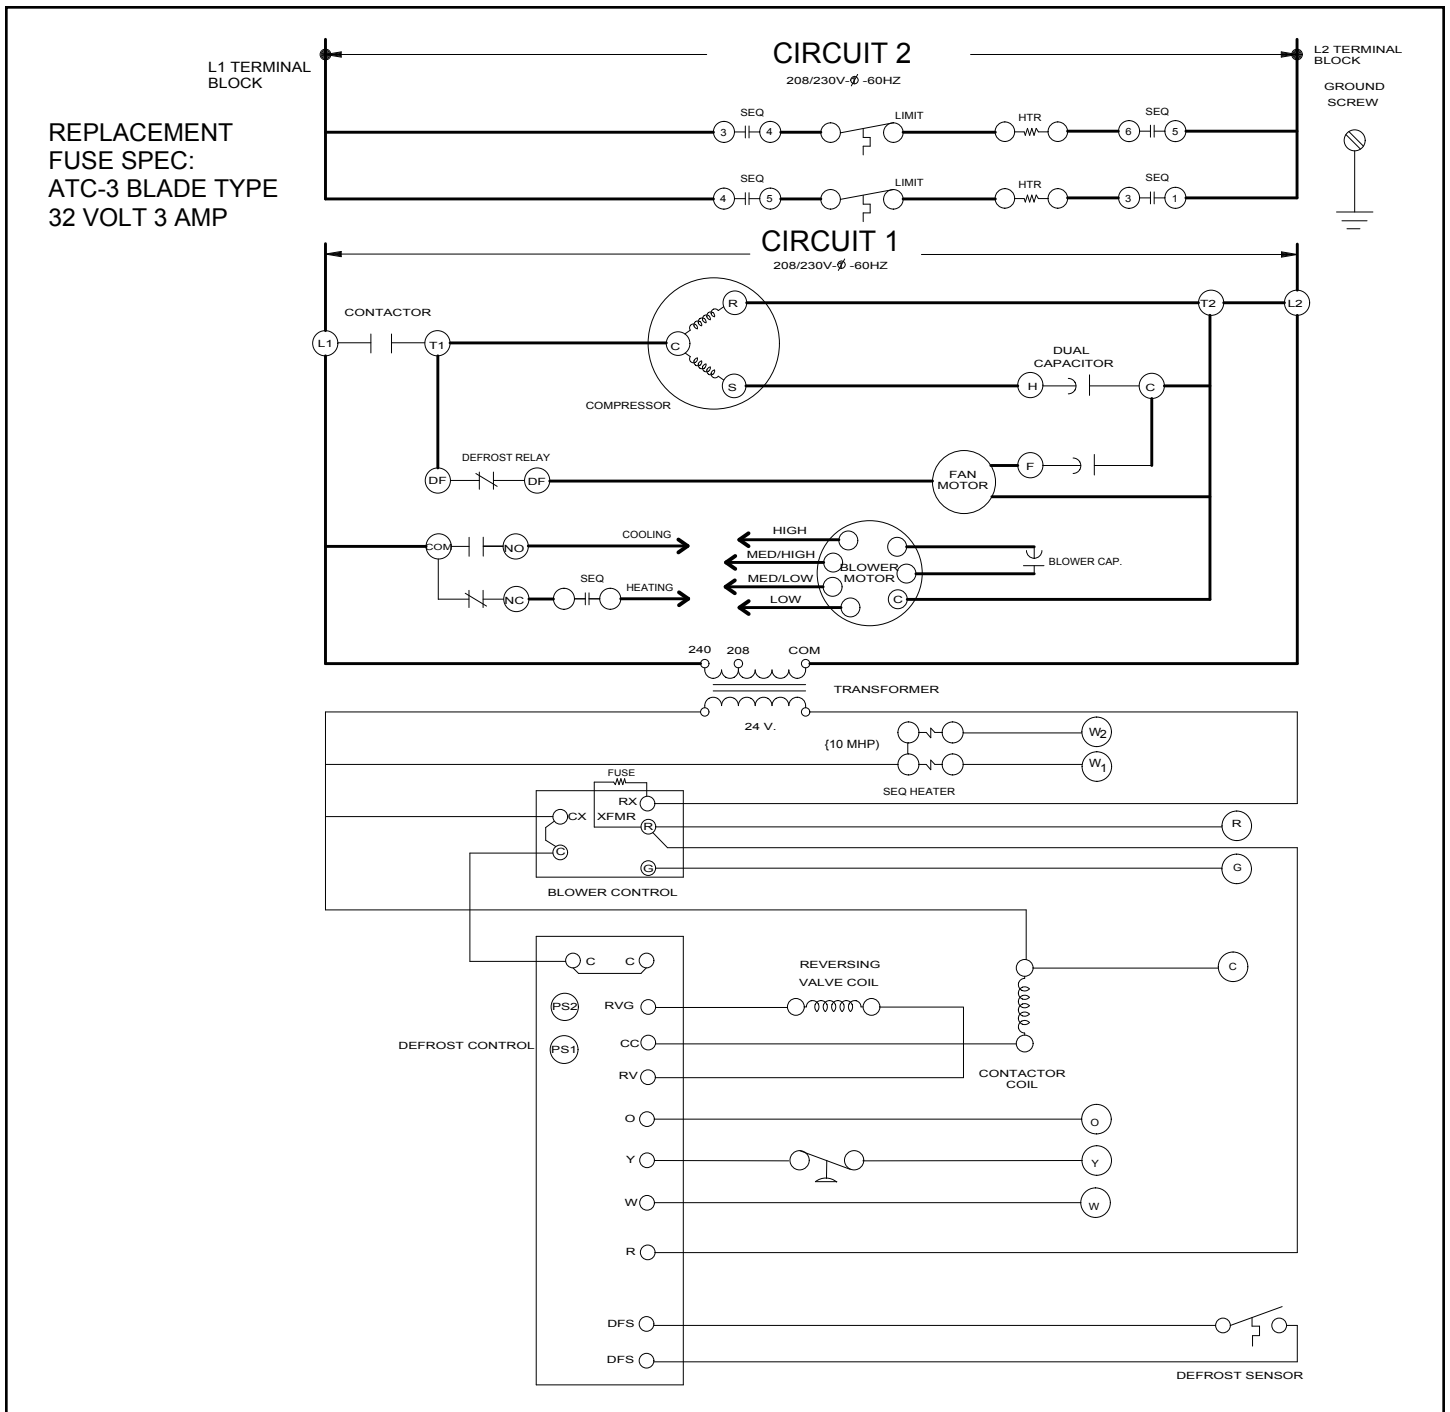 CIRCUIT 2
208/230V-Ø -60HZ
L1 TERMINAL
BLOCK
L2 TERMINAL
BLOCK
GROUND
SCREW
REPLACEMENT
FUSE SPEC:
ATC-3 BLADE TYPE
32 VOLT 3 AMP
3 SEQ 4 LIMIT HTR 6 SEQ 5
4 SEQ 5 LIMIT HTR 3 SEQ 1
CIRCUIT 1
208/230V-Ø -60HZ
CONTACTOR
R T2 L2
L1 T1 C
DUAL
CAPACITOR
S H C
COMPRESSOR
DEFROST RELAY
F
DF DF
FAN
MOTOR
COM NO COOLING
HIGH
MED/HIGH
BLOWER
MOTOR
BLOWER CAP.
MED/LOW
NC SEQ HEATING
LOW
C
240 208 COM
TRANSFORMER
24 V.
W2
{10 MHP)
W1
SEQ HEATER
FUSE
RX
CX XFMR
R R
C
G G
BLOWER CONTROL
C C C
REVERSING
VALVE COIL
PS2 RVG
DEFROST CONTROL
PS1 CC
RV
CONTACTOR
COIL
O O
Y Y
W W
R
DFS
DFS
DEFROST SENSOR